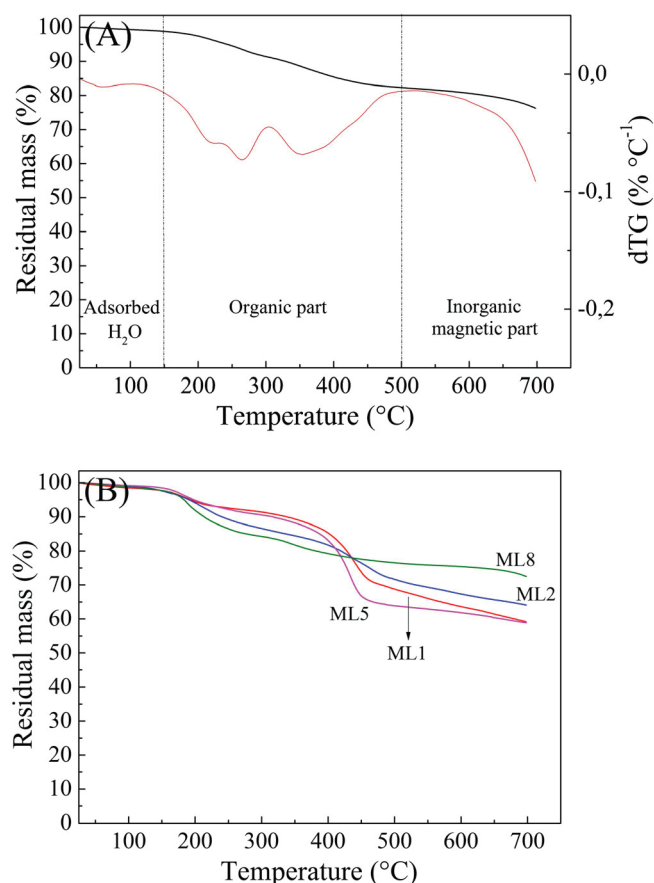 (A)
100
90
80
70
60
50
40
30
20
10
0
Residual mass (%)
0,0
-0,1
-0,2
dTG (% °C⁻¹)
Adsorbed
H₂O
Organic part
Inorganic
magnetic part
100 200 300 400 500 600 700
Temperature (°C)
(B)
100
90
80
70
60
50
40
30
20
10
0
Residual mass (%)
ML8
ML2
ML5
ML1
0 100 200 300 400 500 600 700
Temperature (°C)